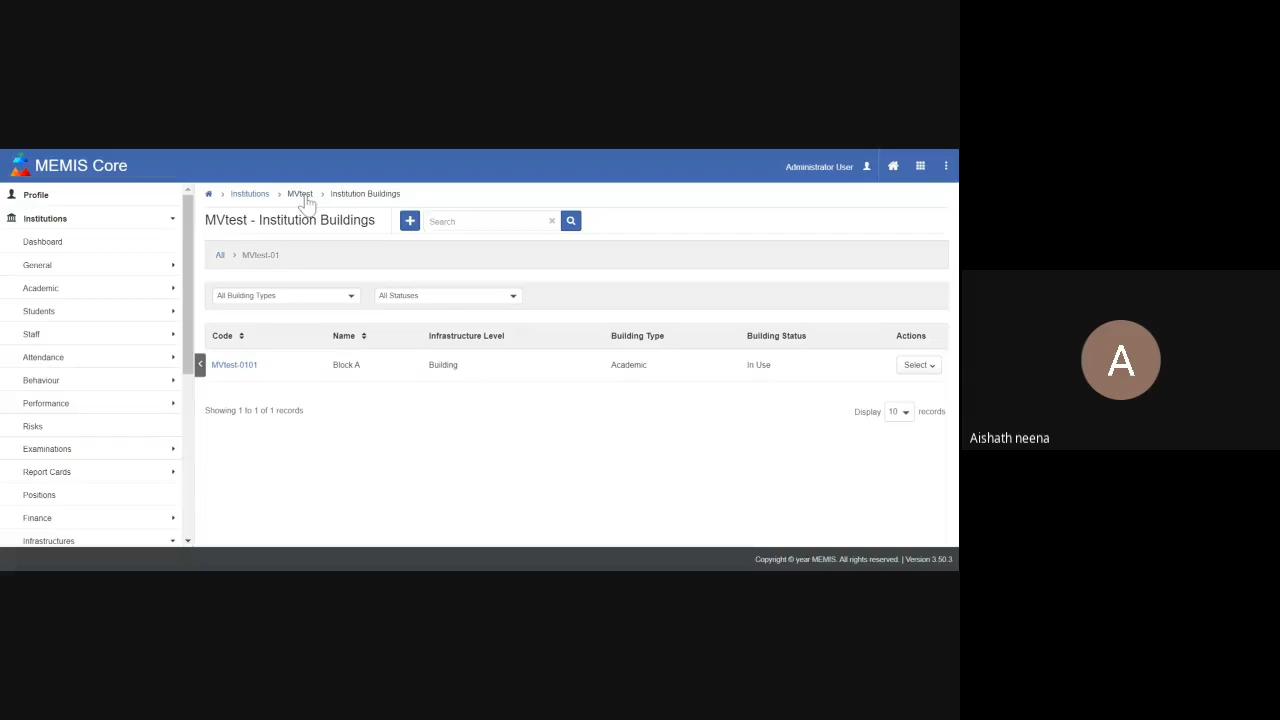 MEMIS Core
Administrator User
Profile
Institutions
Dashboard
General
Academic
Students
Staff
Attendance
Behaviour
Performance
Risks
Examinations
Report Cards
Positions
Finance
Infrastructures
Institutions › MVtest › Institution Buildings
MVtest - Institution Buildings
Search
All › MVtest-01
All Building Types
All Statuses
Code Name Infrastructure Level Building Type Building Status Actions
MVtest-0101 Block A Building Academic In Use Select
Showing 1 to 1 of 1 records
Display 10 records
Copyright © year MEMIS. All rights reserved. | Version 3.50.3
A
Aishath neena